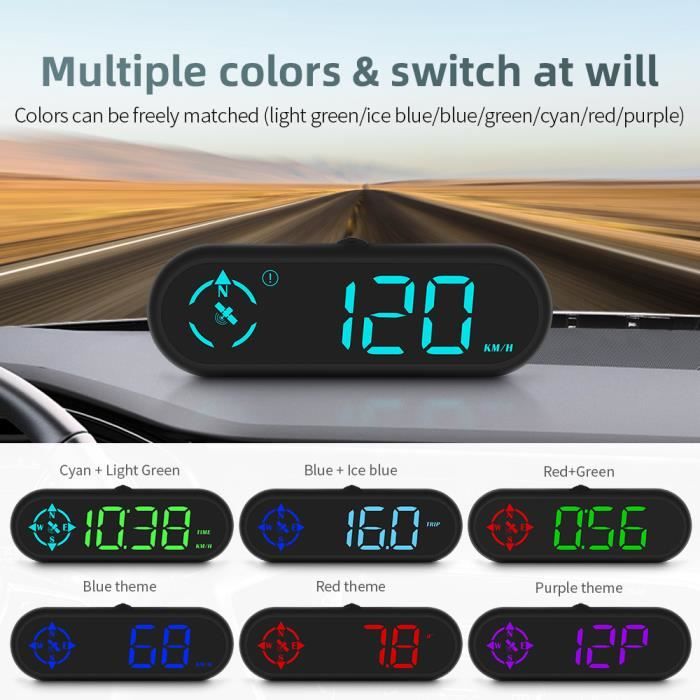 Multiple colors & switch at will
Colors can be freely matched (light green/ice blue/blue/green/cyan/red/purple)
N
120
KM/H
Cyan + Light Green
Blue + Ice blue
Red+Green
N
W E
S
10:38
TIME
KM/H
N
W E
S
16.0
TRIP
N
W E
S
0:56
Blue theme
Red theme
Purple theme
N
W E
S
68
KM/H
N
W E
S
7.8
N
W E
S
12P